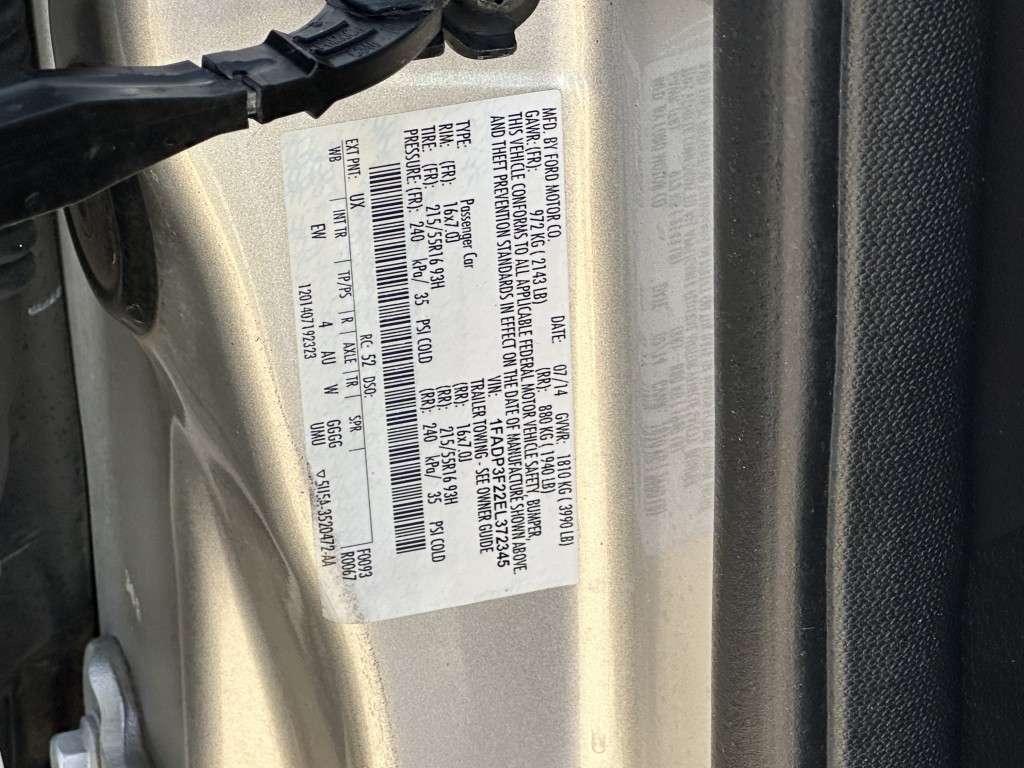 MFD. BY FORD MOTOR CO. DATE: 07/14 GVWR: 1810 KG ( 3990 LB)
GAWR: (FR): 972 KG ( 2143 LB) (RR): 880 KG ( 1940 LB)
THIS VEHICLE CONFORMS TO ALL APPLICABLE FEDERAL MOTOR VEHICLE SAFETY, BUMPER,
AND THEFT PREVENTION STANDARDS IN EFFECT ON THE DATE OF MANUFACTURE SHOWN ABOVE.
VIN: 1FADP3F22EL372345
TYPE: Passenger Car TRAILER TOWING - SEE OWNER GUIDE
RIM: (FR): 16x7.0J (RR): 16x7.0J
TIRE: (FR): 215/55R16 93H (RR): 215/55R16 93H
PRESSURE (FR): 240 kPa/ 35 PSI COLD (RR): 240 kPa/ 35 PSI COLD
EXT PNT: UX RC: 52 DSO: F0093
WB | INT TR | TP/PS | R | AXLE | TR | SPR | R0067
EW 4 AU W GGGG
1201407192323 UMU